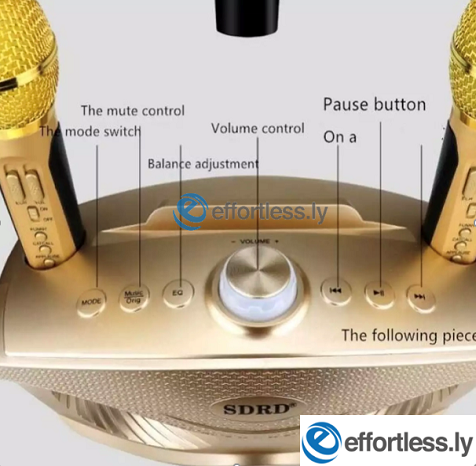 The mute control
The mode switch
Volume control
Pause button
On a
Balance adjustment
effortless.ly
– VOLUME +
MODE
Music/
Orig
EQ
The following piece
SDRD
effortless.ly